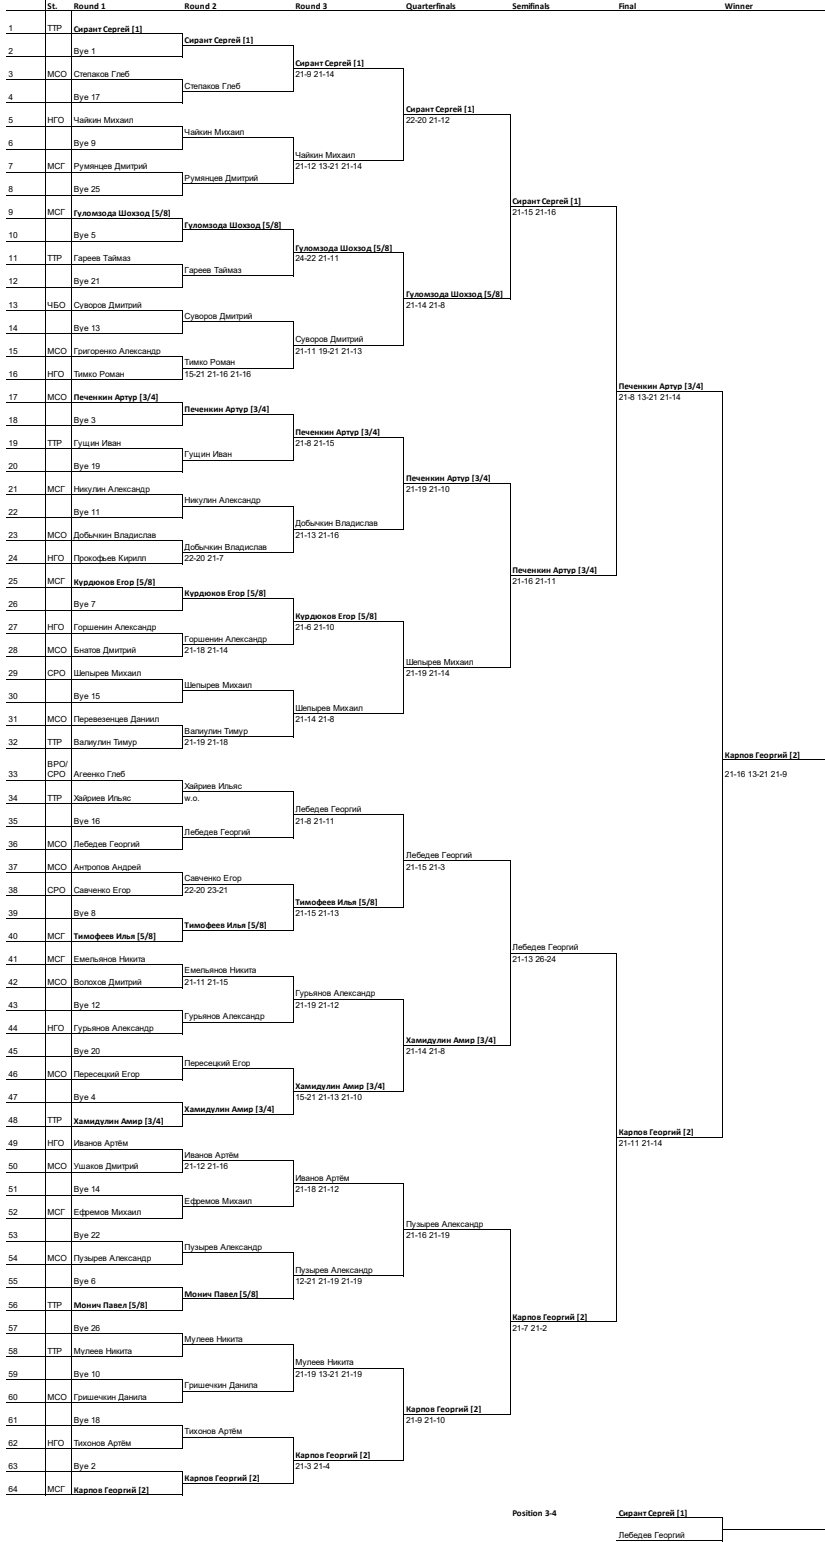 St. Round 1 Round 2 Round 3 Quarterfinals Semifinals Final Winner
1 ТТР Сирант Сергей [1]
Сирант Сергей [1]
2 Bye 1
Сирант Сергей [1]
3 МСО Степаков Глеб
21-9 21-14
Степаков Глеб
4 Bye 17
Сирант Сергей [1]
5 НГО Чайкин Михаил
22-20 21-12
Чайкин Михаил
6 Bye 9
Чайкин Михаил
7 МСГ Румянцев Дмитрий
21-12 13-21 21-14
Румянцев Дмитрий
8 Bye 25
Сирант Сергей [1]
9 МСГ Гуломзода Шохзод [5/8]
21-15 21-16
Гуломзода Шохзод [5/8]
10 Bye 5
Гуломзода Шохзод [5/8]
11 ТТР Гареев Таймаз
24-22 21-11
Гареев Таймаз
12 Bye 21
Гуломзода Шохзод [5/8]
13 ЧБО Суворов Дмитрий
21-14 21-8
Суворов Дмитрий
14 Bye 13
Суворов Дмитрий
15 МСО Григоренко Александр
21-11 19-21 21-13
Тимко Роман
16 НГО Тимко Роман
15-21 21-16 21-16
Печенкин Артур [3/4]
17 МСО Печенкин Артур [3/4]
21-8 13-21 21-14
Печенкин Артур [3/4]
18 Bye 3
Печенкин Артур [3/4]
19 ТТР Гущин Иван
21-8 21-15
Гущин Иван
20 Bye 19
Печенкин Артур [3/4]
21 МСГ Никулин Александр
21-19 21-10
Никулин Александр
22 Bye 11
Добычкин Владислав
23 МСО Добычкин Владислав
21-13 21-16
Добычкин Владислав
24 НГО Прокофьев Кирилл
22-20 21-7
Печенкин Артур [3/4]
25 МСГ Курдюков Егор [5/8]
21-16 21-11
Курдюков Егор [5/8]
26 Bye 7
Курдюков Егор [5/8]
27 НГО Горшенин Александр
21-6 21-10
Горшенин Александр
28 МСО Бнатов Дмитрий
21-18 21-14
Шепырев Михаил
29 СРО Шепырев Михаил
21-19 21-14
Шепырев Михаил
30 Bye 15
Шепырев Михаил
31 МСО Перевезенцев Даниил
21-14 21-8
Валиулин Тимур
32 ТТР Валиулин Тимур
21-19 21-18
Карпов Георгий [2]
ВРО/
33 СРО Агеенко Глеб
21-16 13-21 21-9
Хайриев Ильяс
34 ТТР Хайриев Ильяс
w.o.
Лебедев Георгий
35 Bye 16
21-8 21-11
Лебедев Георгий
36 МСО Лебедев Георгий
Лебедев Георгий
37 МСО Антропов Андрей
21-15 21-3
Савченко Егор
38 СРО Савченко Егор
22-20 23-21
Тимофеев Илья [5/8]
39 Bye 8
21-15 21-13
Тимофеев Илья [5/8]
40 МСГ Тимофеев Илья [5/8]
Лебедев Георгий
41 МСГ Емельянов Никита
21-13 26-24
Емельянов Никита
42 МСО Волохов Дмитрий
21-11 21-15
Гурьянов Александр
43 Bye 12
21-19 21-12
Гурьянов Александр
44 НГО Гурьянов Александр
Хамидулин Амир [3/4]
45 Bye 20
21-14 21-8
Пересецкий Егор
46 МСО Пересецкий Егор
Хамидулин Амир [3/4]
47 Bye 4
15-21 21-13 21-10
Хамидулин Амир [3/4]
48 ТТР Хамидулин Амир [3/4]
Карпов Георгий [2]
49 НГО Иванов Артём
21-11 21-14
Иванов Артём
50 МСО Ушаков Дмитрий
21-12 21-16
Иванов Артём
51 Bye 14
21-18 21-12
Ефремов Михаил
52 МСГ Ефремов Михаил
Пузырев Александр
53 Bye 22
21-16 21-19
Пузырев Александр
54 МСО Пузырев Александр
Пузырев Александр
55 Bye 6
12-21 21-19 21-19
Монич Павел [5/8]
56 ТТР Монич Павел [5/8]
Карпов Георгий [2]
57 Bye 26
21-7 21-2
Мулеев Никита
58 ТТР Мулеев Никита
Мулеев Никита
59 Bye 10
21-19 13-21 21-19
Гришечкин Данила
60 МСО Гришечкин Данила
Карпов Георгий [2]
61 Bye 18
21-9 21-10
Тихонов Артём
62 НГО Тихонов Артём
Карпов Георгий [2]
63 Bye 2
21-3 21-4
Карпов Георгий [2]
64 МСГ Карпов Георгий [2]
Position 3-4 Сирант Сергей [1]
Лебедев Георгий